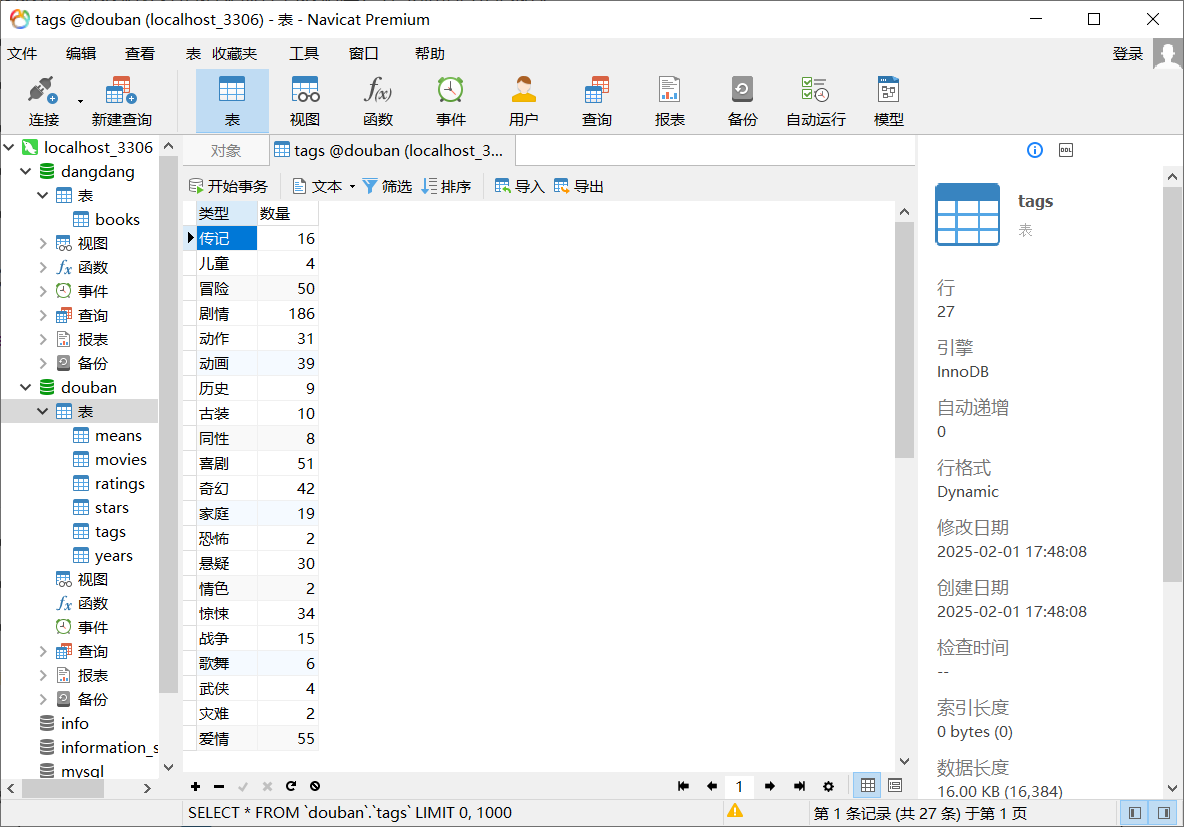 tags @douban (localhost_3306) - 表 - Navicat Premium
文件 编辑 查看 表 收藏夹 工具 窗口 帮助 登录
连接 新建查询 表 视图 函数 事件 用户 查询 报表 备份 自动运行 模型
localhost_3306
dangdang
表
books
视图
函数
事件
查询
报表
备份
douban
表
means
movies
ratings
stars
tags
years
视图
函数
事件
查询
报表
备份
info
information_s
mysql
对象 tags @douban (localhost_3...
开始事务 文本 筛选 排序 导入 导出
类型 数量
传记 16
儿童 4
冒险 50
剧情 186
动作 31
动画 39
历史 9
古装 10
同性 8
喜剧 51
奇幻 42
家庭 19
恐怖 2
悬疑 30
情色 2
惊悚 34
战争 15
歌舞 6
武侠 4
灾难 2
爱情 55
1
DDL
tags
表
行
27
引擎
InnoDB
自动递增
0
行格式
Dynamic
修改日期
2025-02-01 17:48:08
创建日期
2025-02-01 17:48:08
检查时间
--
索引长度
0 bytes (0)
数据长度
16.00 KB (16,384)
SELECT * FROM `douban`.`tags` LIMIT 0, 1000
第 1 条记录 (共 27 条) 于第 1 页